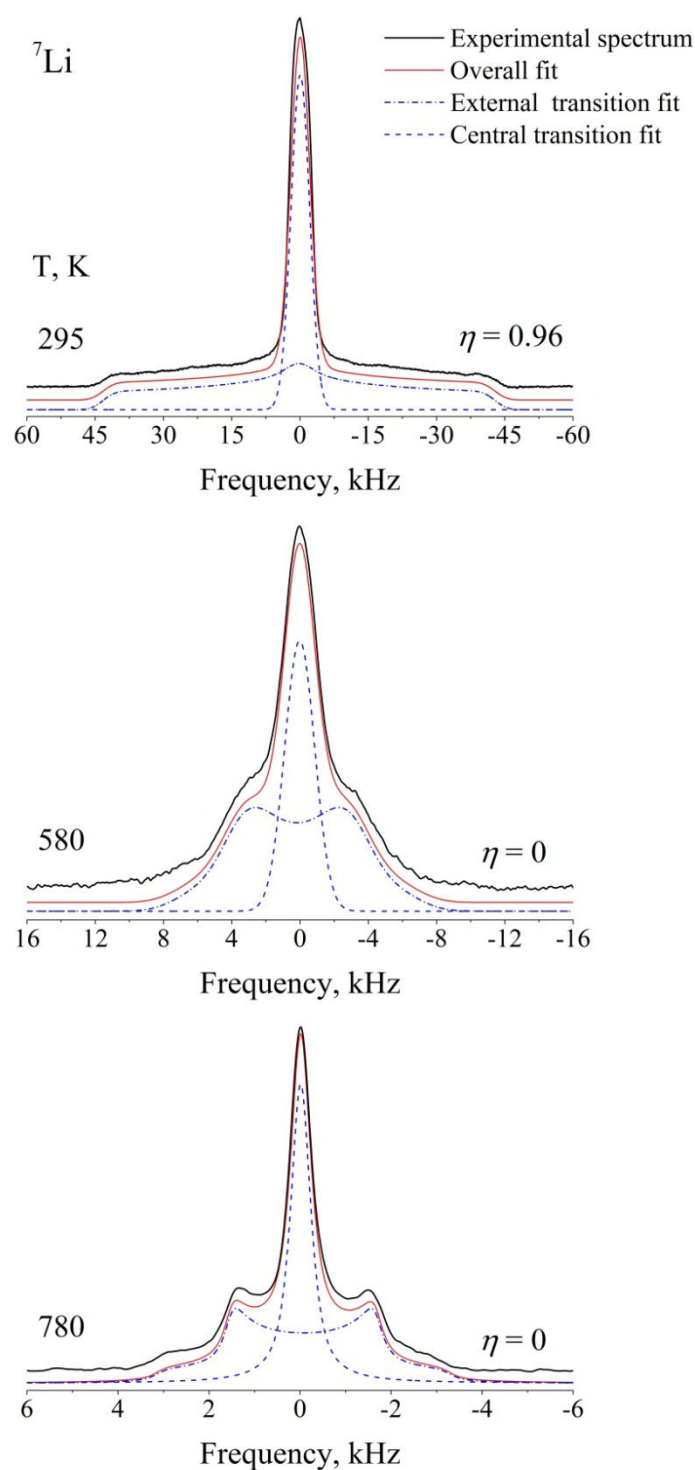 ⁷Li
Experimental spectrum
Overall fit
External transition fit
Central transition fit
T, K
295
η = 0.96
60 45 30 15 0 -15 -30 -45 -60
Frequency, kHz
580
η = 0
16 12 8 4 0 -4 -8 -12 -16
Frequency, kHz
780
η = 0
6 4 2 0 -2 -4 -6
Frequency, kHz